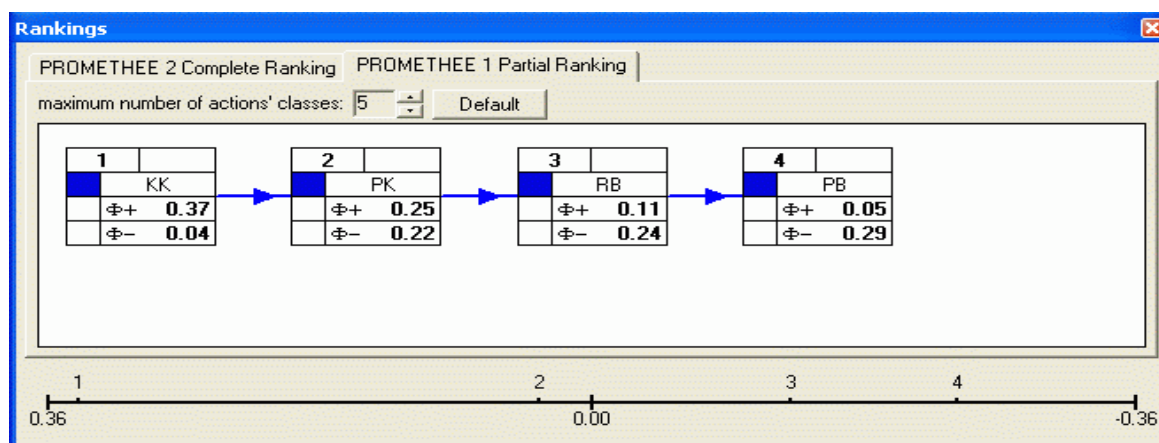 Rankings
PROMETHEE 2 Complete Ranking PROMETHEE 1 Partial Ranking
maximum number of actions' classes: 5 Default
1 2 3 4
KK PK RB PB
Φ+ 0.37 Φ+ 0.25 Φ+ 0.11 Φ+ 0.05
Φ− 0.04 Φ− 0.22 Φ− 0.24 Φ− 0.29
1 2 3 4
0.36 0.00 -0.36